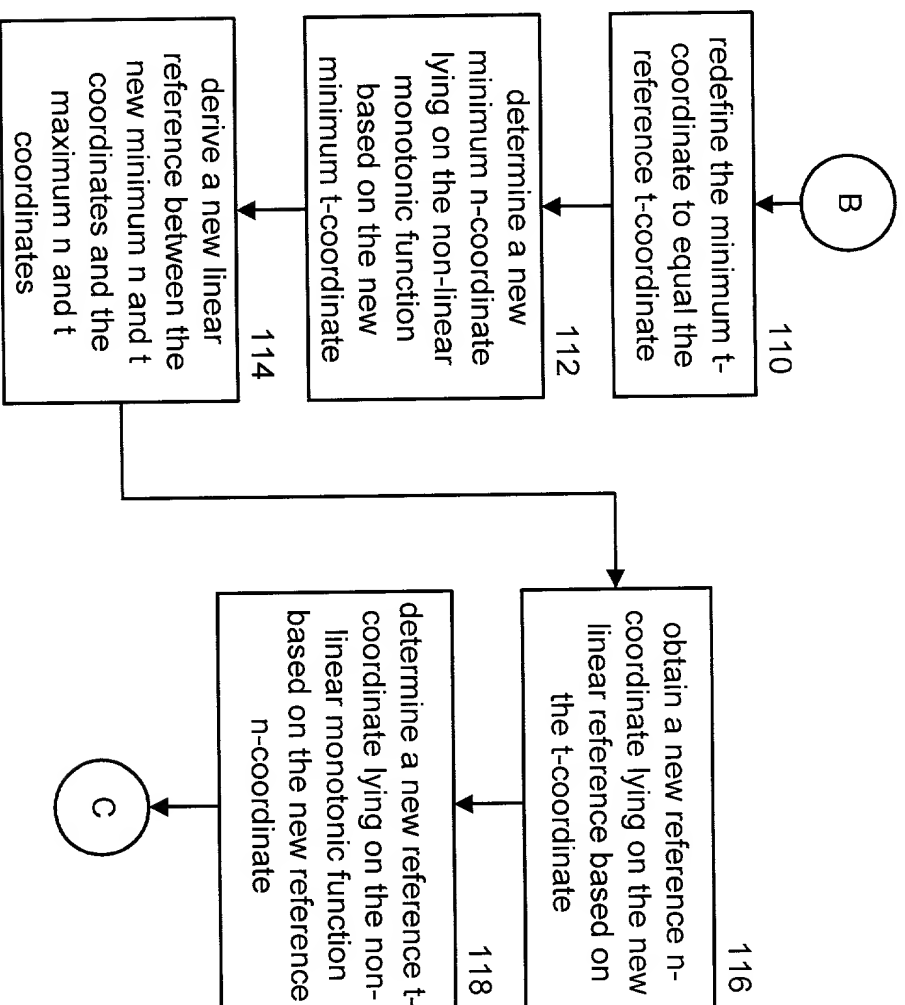 B
110
redefine the minimum t-
coordinate to equal the
reference t-coordinate
112
determine a new
minimum n-coordinate
lying on the non-linear
monotonic function
based on the new
minimum t-coordinate
114
derive a new linear
reference between the
new minimum n and t
coordinates and the
maximum n and t
coordinates
116
obtain a new reference n-
coordinate lying on the new
linear reference based on
the t-coordinate
118
determine a new reference t-
coordinate lying on the non-
linear monotonic function
based on the new reference
n-coordinate
C